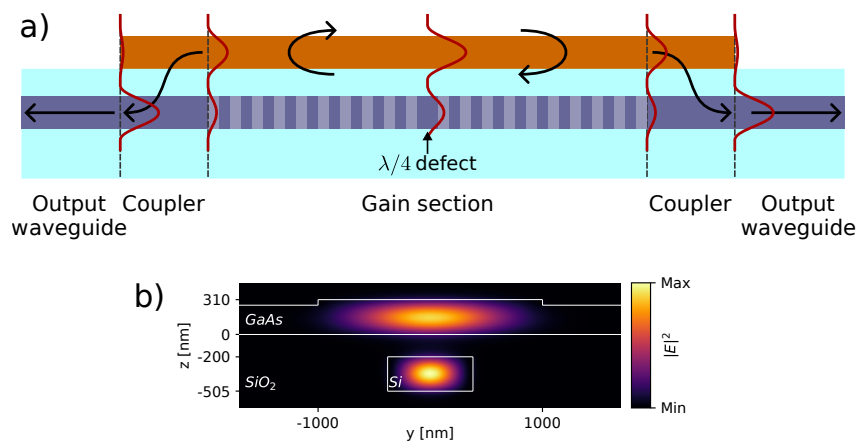 a)
λ/4 defect
Output
waveguide
Coupler
Gain section
Coupler
Output
waveguide
b)
z [nm]
310
0
-200
-505
GaAs
SiO₂
Si
-1000
1000
y [nm]
Max
|E|²
Min